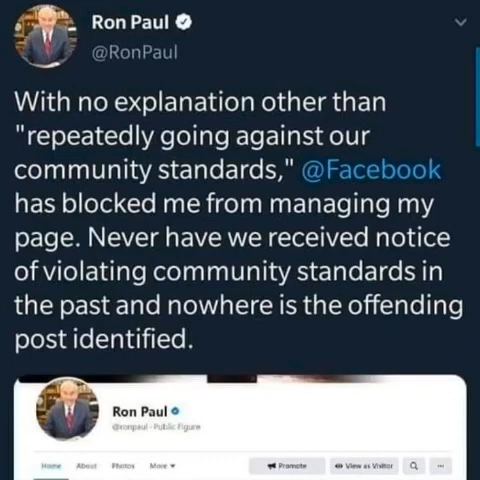 Ron Paul
@RonPaul
With no explanation other than
"repeatedly going against our
community standards," @Facebook
has blocked me from managing my
page. Never have we received notice
of violating community standards in
the past and nowhere is the offending
post identified.
Ron Paul
@ronpaul · Public Figure
Home About Photos More ▾ Promote View as Visitor ...